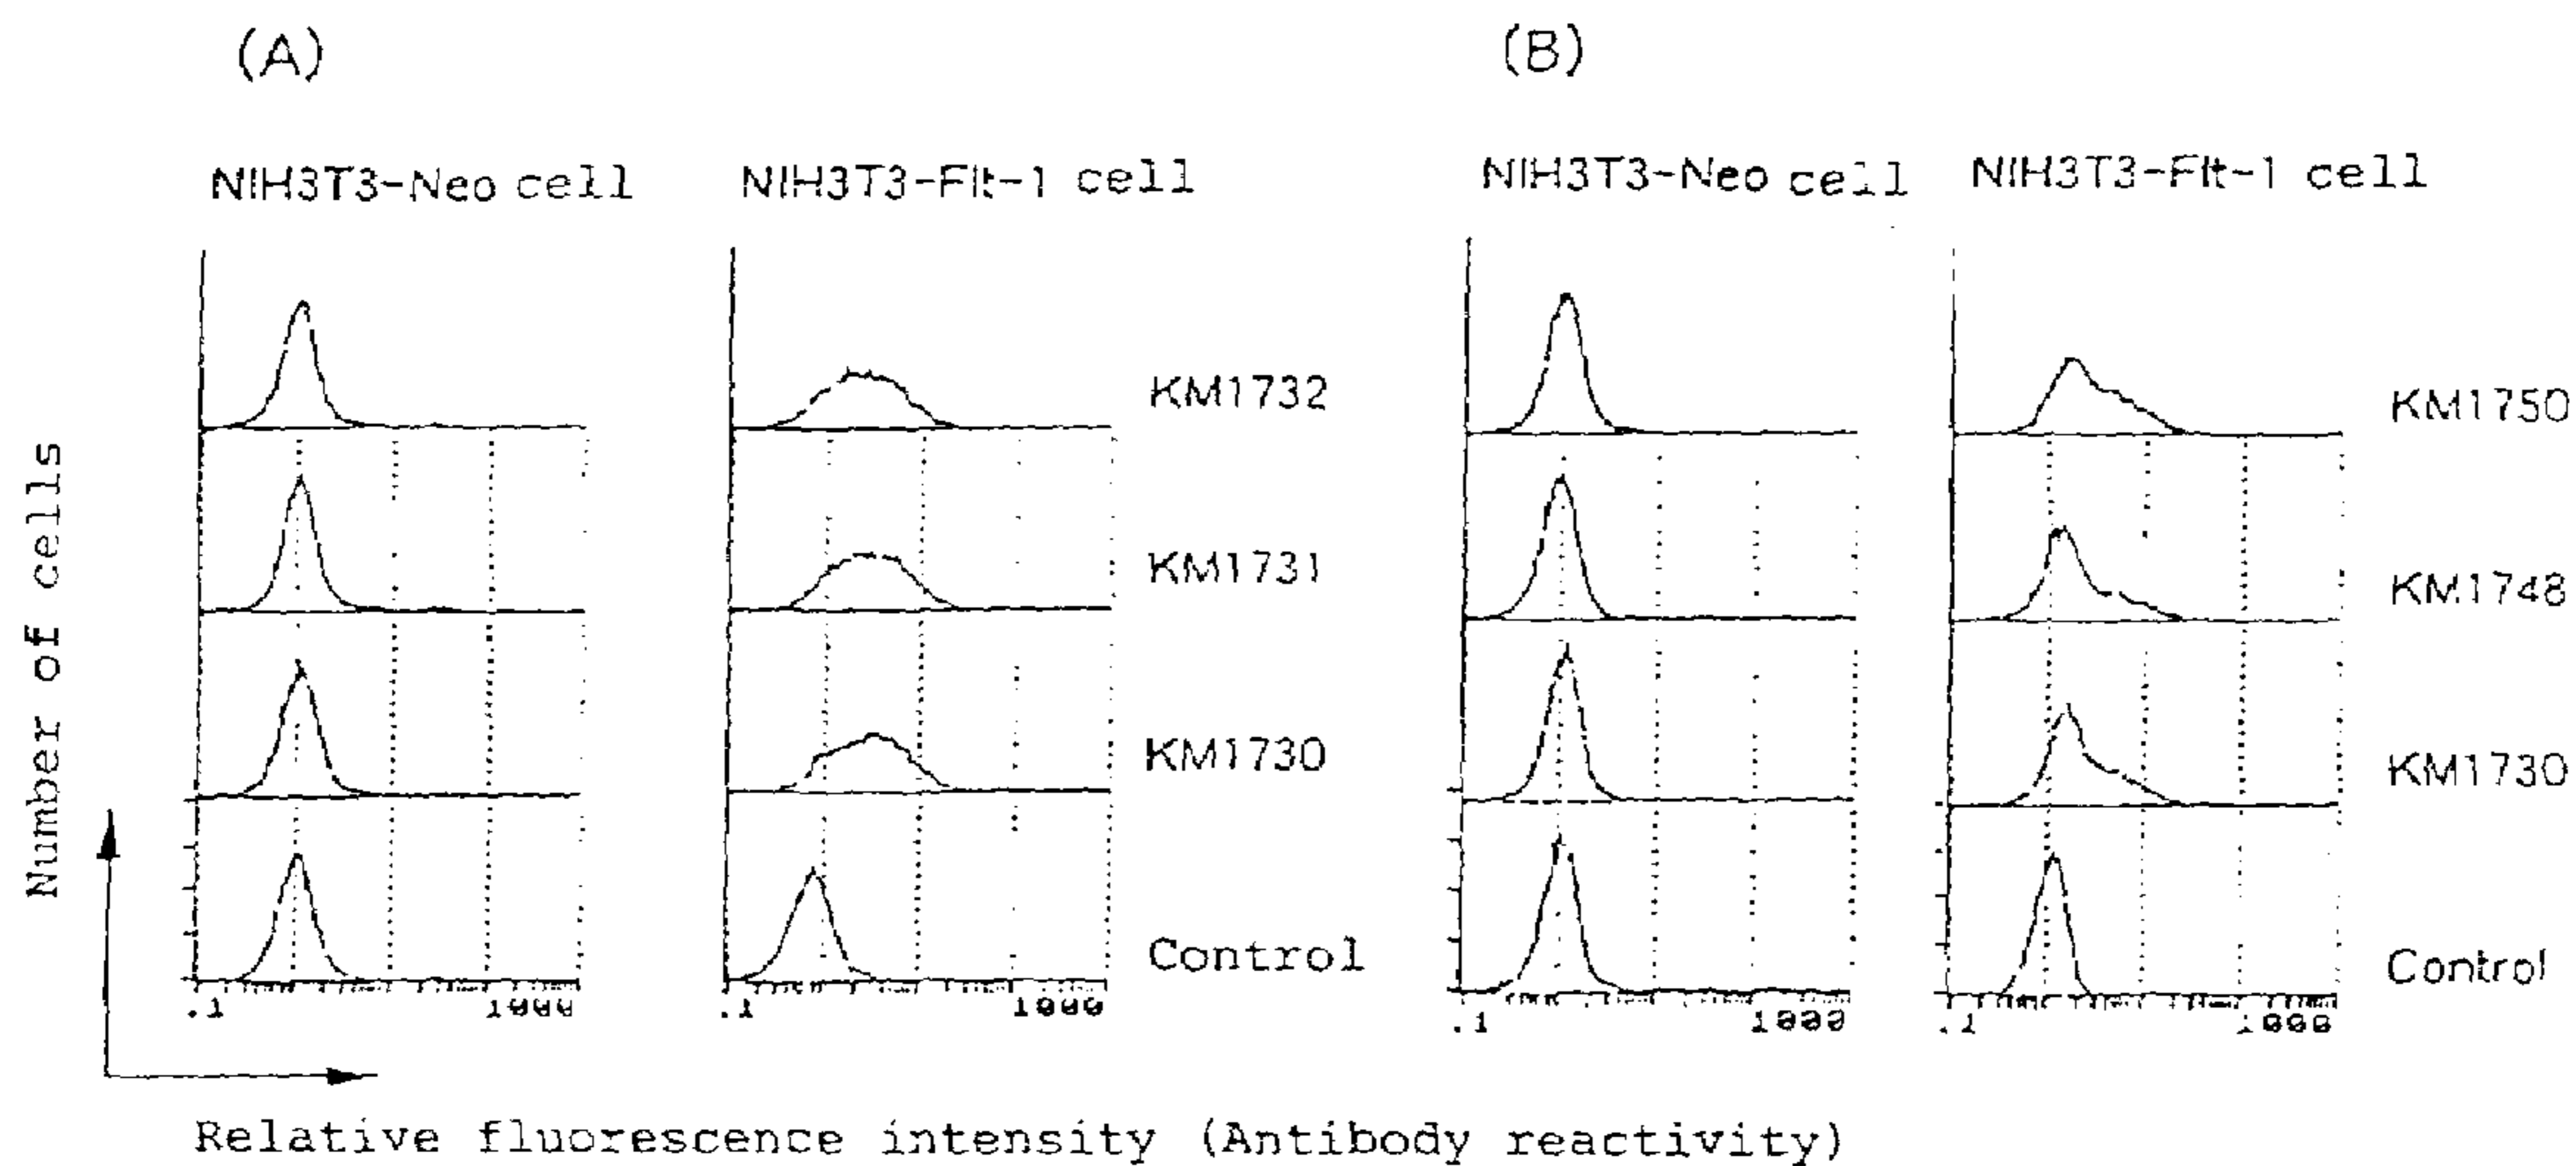 (A)
(B)
NIH3T3-Neo cell
NIH3T3-Flt-1 cell
NIH3T3-Neo cell
NIH3T3-Flt-1 cell
KM1732
KM1731
KM1730
Control
KM1750
KM1748
KM1730
Control
Number of cells
.1
1000
.1
1000
.1
1000
.1
1000
Relative fluorescence intensity (Antibody reactivity)